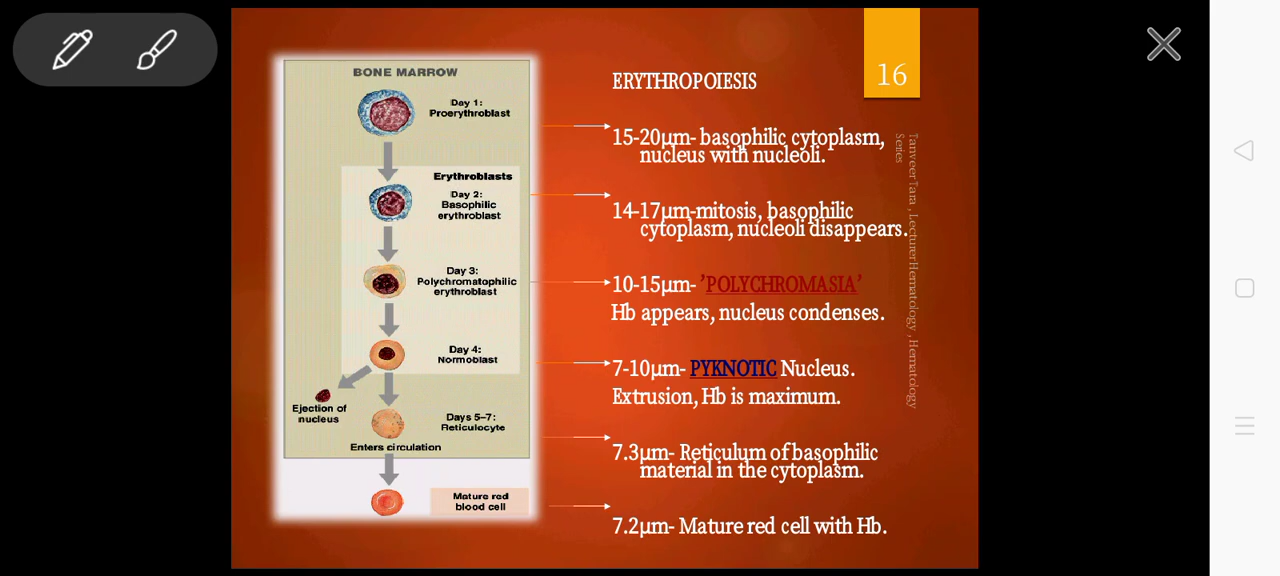 16
BONE MARROW
Day 1:
Proerythroblast
Erythroblasts
Day 2:
Basophilic
erythroblast
Day 3:
Polychromatophilic
erythroblast
Day 4:
Normoblast
Ejection of
nucleus
Days 5–7:
Reticulocyte
Enters circulation
Mature red
blood cell
ERYTHROPOIESIS
15-20µm- basophilic cytoplasm,
nucleus with nucleoli.
14-17µm-mitosis, basophilic
cytoplasm, nucleoli disappears.
10-15µm- ’POLYCHROMASIA’
Hb appears, nucleus condenses.
7-10µm- PYKNOTIC Nucleus.
Extrusion, Hb is maximum.
7.3µm- Reticulum of basophilic
material in the cytoplasm.
7.2µm- Mature red cell with Hb.
Tanveer Tara , Lecturer Hematology , Hematology
Series